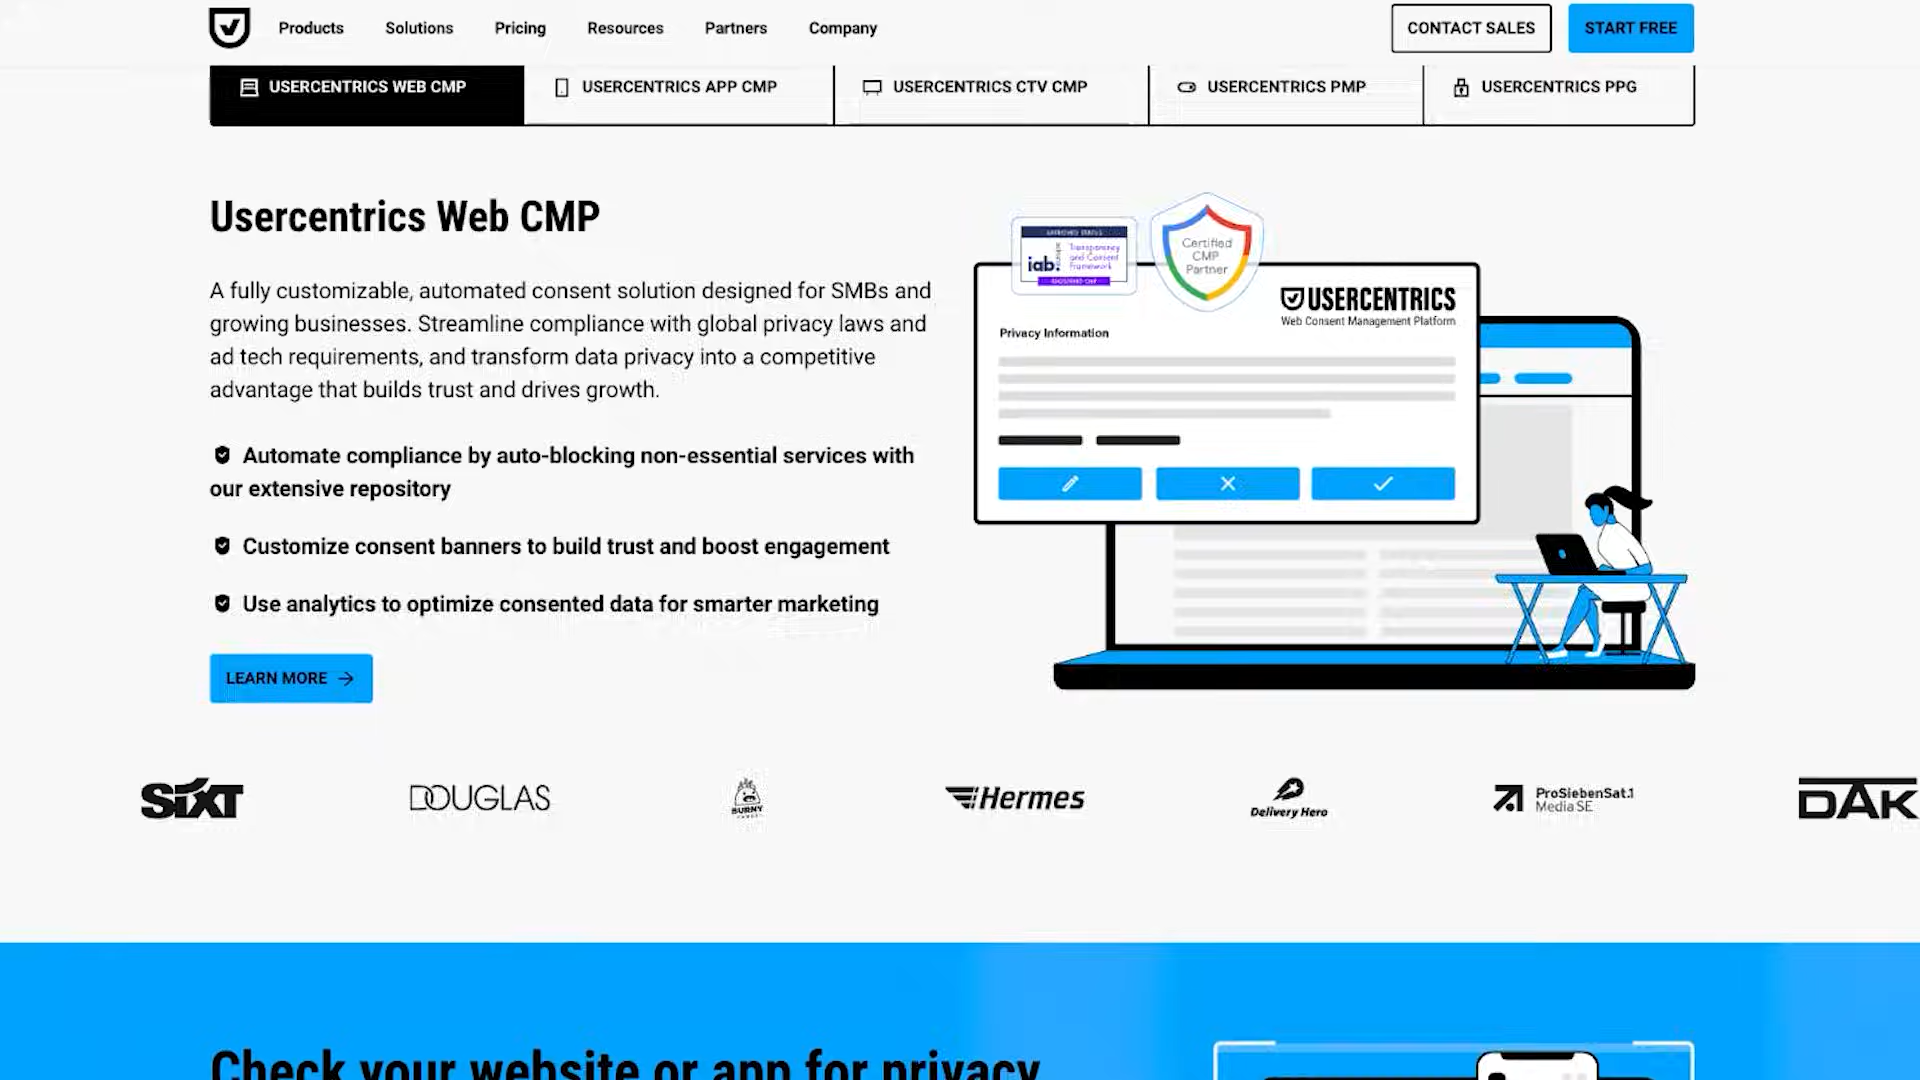 Products
Solutions
Pricing
Resources
Partners
Company
CONTACT SALES
START FREE
USERCENTRICS WEB CMP
USERCENTRICS APP CMP
USERCENTRICS CTV CMP
USERCENTRICS PMP
USERCENTRICS PPG
Usercentrics Web CMP
A fully customizable, automated consent solution designed for SMBs and
growing businesses. Streamline compliance with global privacy laws and
ad tech requirements, and transform data privacy into a competitive
advantage that builds trust and drives growth.
Automate compliance by auto-blocking non-essential services with
our extensive repository
Customize consent banners to build trust and boost engagement
Use analytics to optimize consented data for smarter marketing
LEARN MORE
iab.
Transparency
and Consent
Framework
Certified
CMP
Partner
USERCENTRICS
Web Consent Management Platform
Privacy Information
SiXT
DOUGLAS
BURNY
Hermes
Delivery Hero
ProSiebenSat.1
Media SE
DAK
Check your website or app for privacy